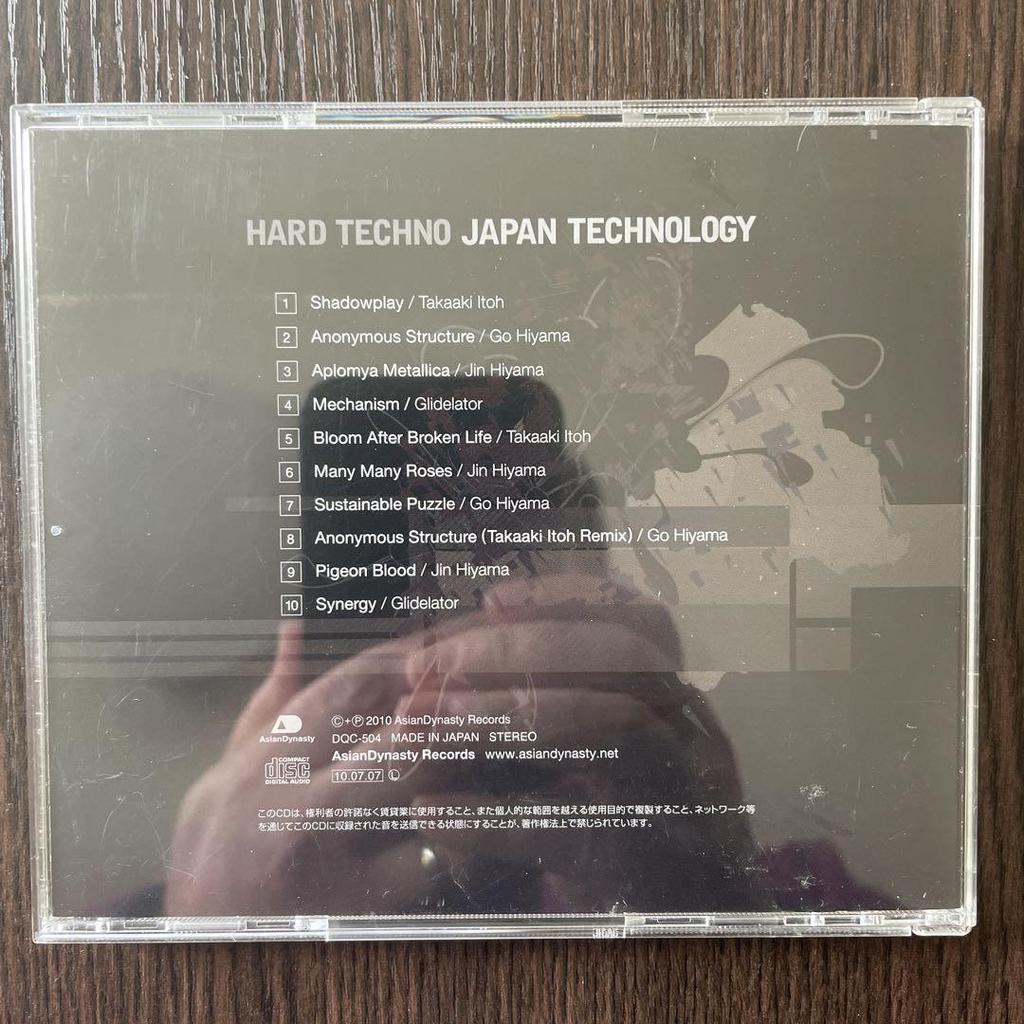 HARD TECHNO JAPAN TECHNOLOGY
1 Shadowplay / Takaaki Itoh
2 Anonymous Structure / Go Hiyama
3 Aplomya Metallica / Jin Hiyama
4 Mechanism / Glidelator
5 Bloom After Broken Life / Takaaki Itoh
6 Many Many Roses / Jin Hiyama
7 Sustainable Puzzle / Go Hiyama
8 Anonymous Structure (Takaaki Itoh Remix) / Go Hiyama
9 Pigeon Blood / Jin Hiyama
10 Synergy / Glidelator
AsianDynasty
Ⓒ+Ⓟ 2010 AsianDynasty Records
DQC-504 MADE IN JAPAN STEREO
AsianDynasty Records www.asiandynasty.net
COMPACT
disc
DIGITAL AUDIO
10.07.07 Ⓛ
このCDは、権利者の許諾なく賃貸業に使用すること、また個人的な範囲を越える使用目的で複製すること、ネットワーク等
を通じてこのCDに収録された音を送信できる状態にすることが、著作権法上で禁じられています。